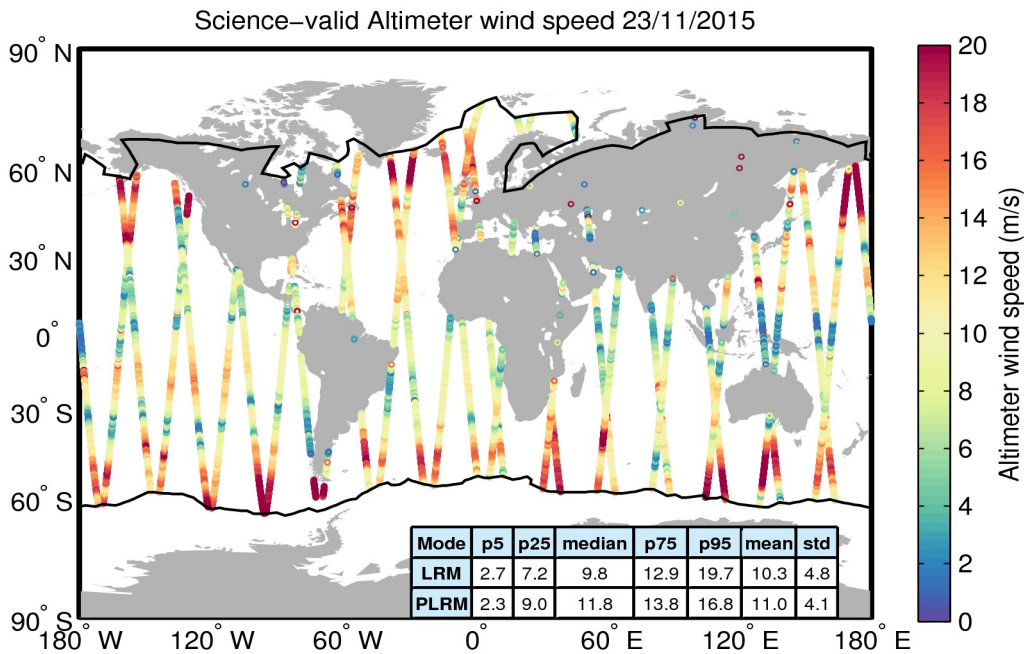 Science−valid Altimeter wind speed 23/11/2015
90° N
60° N
30° N
0°
30° S
60° S
90° S
180° W
120° W
60° W
0°
60° E
120° E
180° E
Mode p5 p25 median p75 p95 mean std
LRM 2.7 7.2 9.8 12.9 19.7 10.3 4.8
PLRM 2.3 9.0 11.8 13.8 16.8 11.0 4.1
20
18
16
14
12
10
8
6
4
2
0
Altimeter wind speed (m/s)